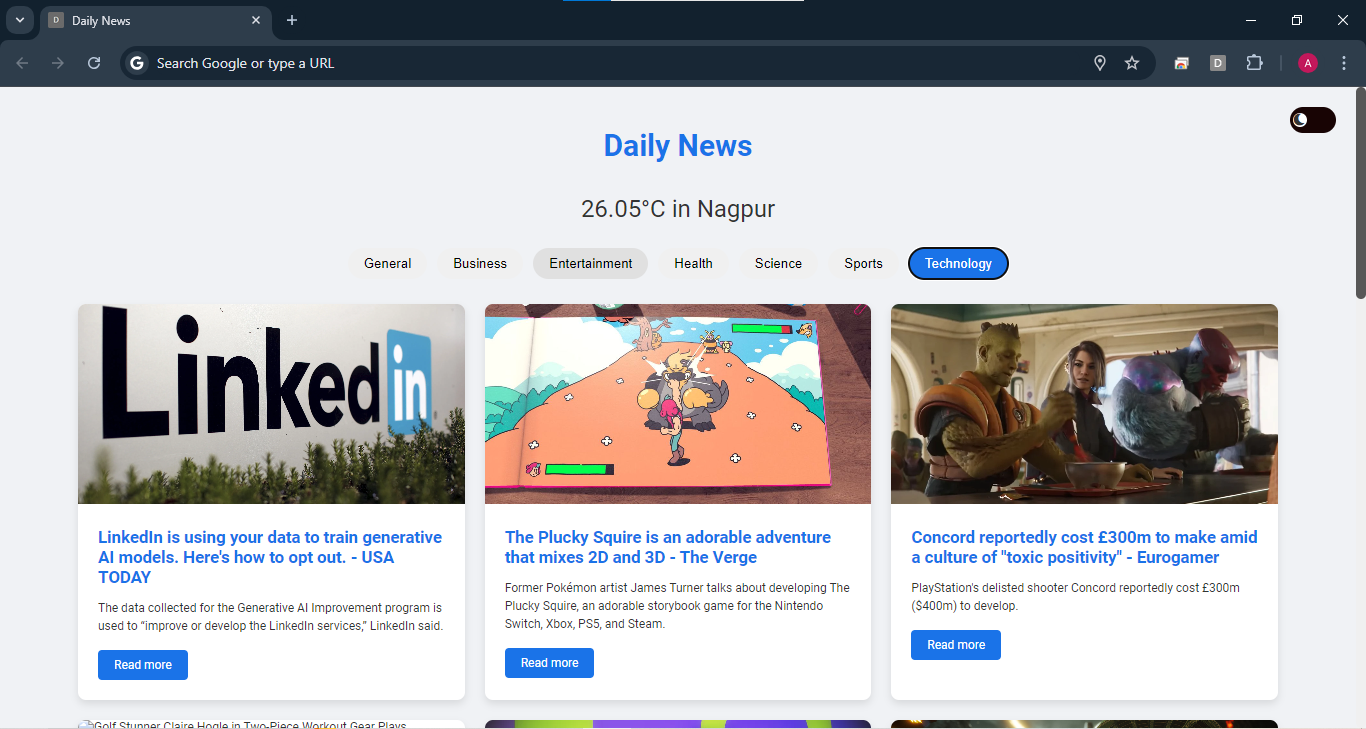 D Daily News
Search Google or type a URL
D
A
Daily News
26.05°C in Nagpur
General Business Entertainment Health Science Sports Technology
Linked in
LinkedIn is using your data to train generative
AI models. Here's how to opt out. - USA
TODAY
The data collected for the Generative AI Improvement program is
used to “improve or develop the LinkedIn services,” LinkedIn said.
Read more
The Plucky Squire is an adorable adventure
that mixes 2D and 3D - The Verge
Former Pokémon artist James Turner talks about developing The
Plucky Squire, an adorable storybook game for the Nintendo
Switch, Xbox, PS5, and Steam.
Read more
Concord reportedly cost £300m to make amid
a culture of "toxic positivity" - Eurogamer
PlayStation's delisted shooter Concord reportedly cost £300m
($400m) to develop.
Read more
Golf Stunner Claire Hogle in Two-Piece Workout Gear Plays